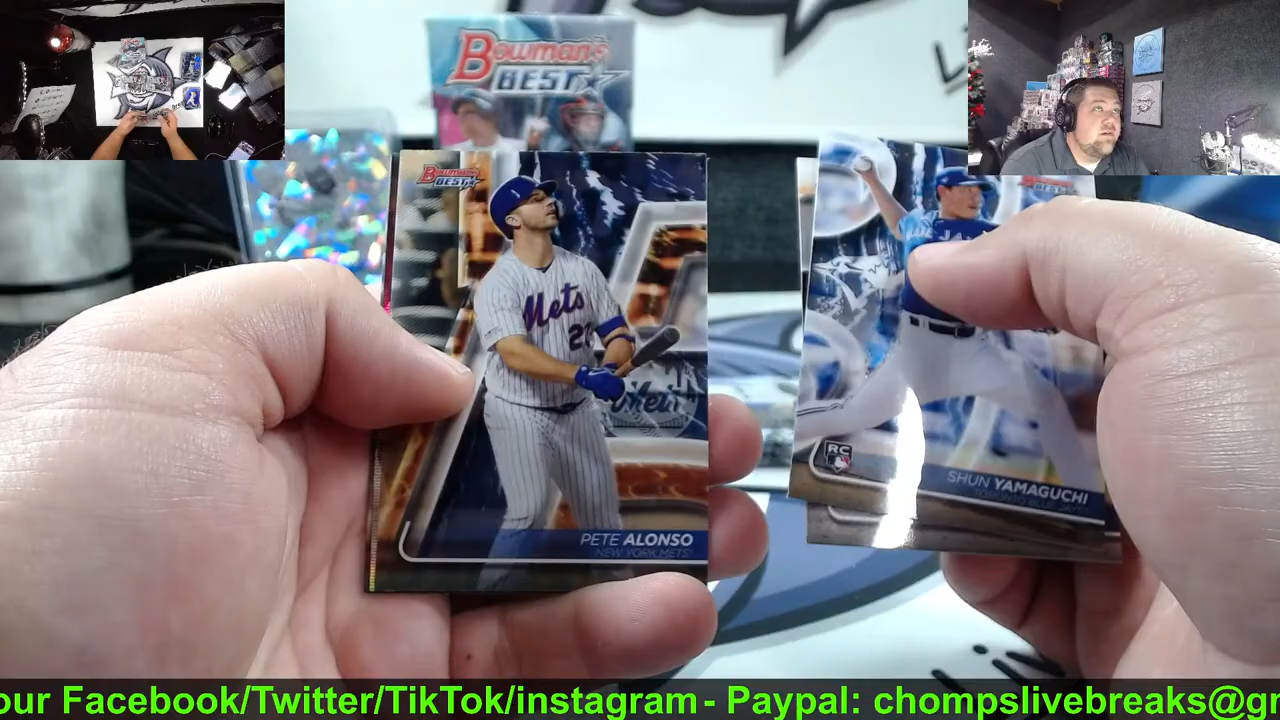 Bowman's
BEST
Bowman's
BEST
Mets
20
PETE ALONSO
NEW YORK METS
RC
SHUN YAMAGUCHI
TORONTO BLUE JAYS
our Facebook/Twitter/TikTok/instagram - Paypal: chompslivebreaks@g